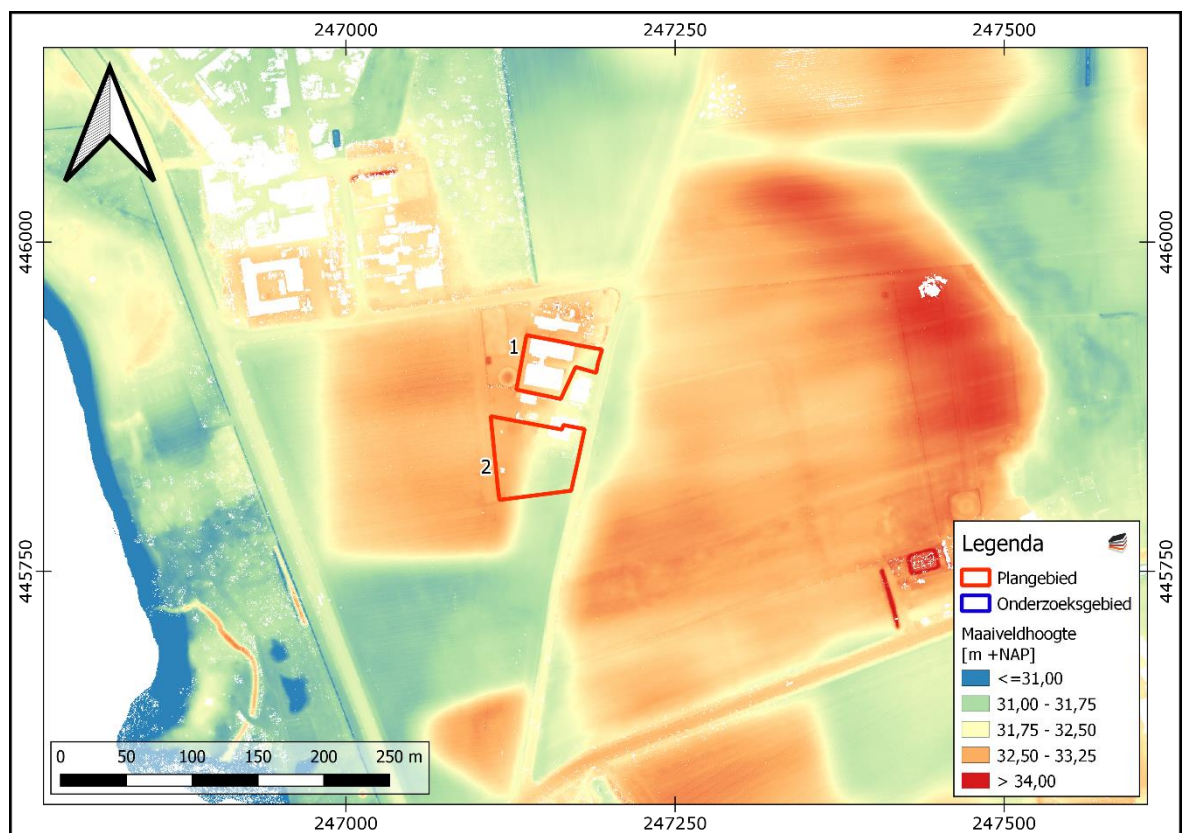 247000 247250 247500
446000 446000
1
2
445750 445750
Legenda
Plangebied
Onderzoeksgebied
Maaiveldhoogte
[m +NAP]
<=31,00
31,00 - 31,75
31,75 - 32,50
32,50 - 33,25
> 34,00
0 50 100 150 200 250 m
247000 247250 247500